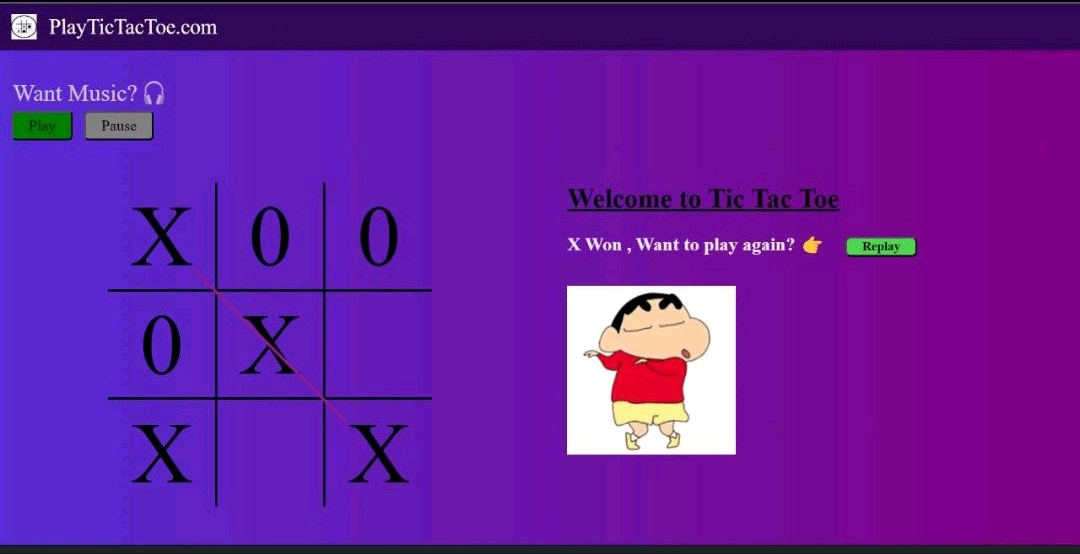 PlayTicTacToe.com
Want Music? 🎧
Play Pause
X 0 0
0 X
X X
Welcome to Tic Tac Toe
X Won , Want to play again? 👉 Replay